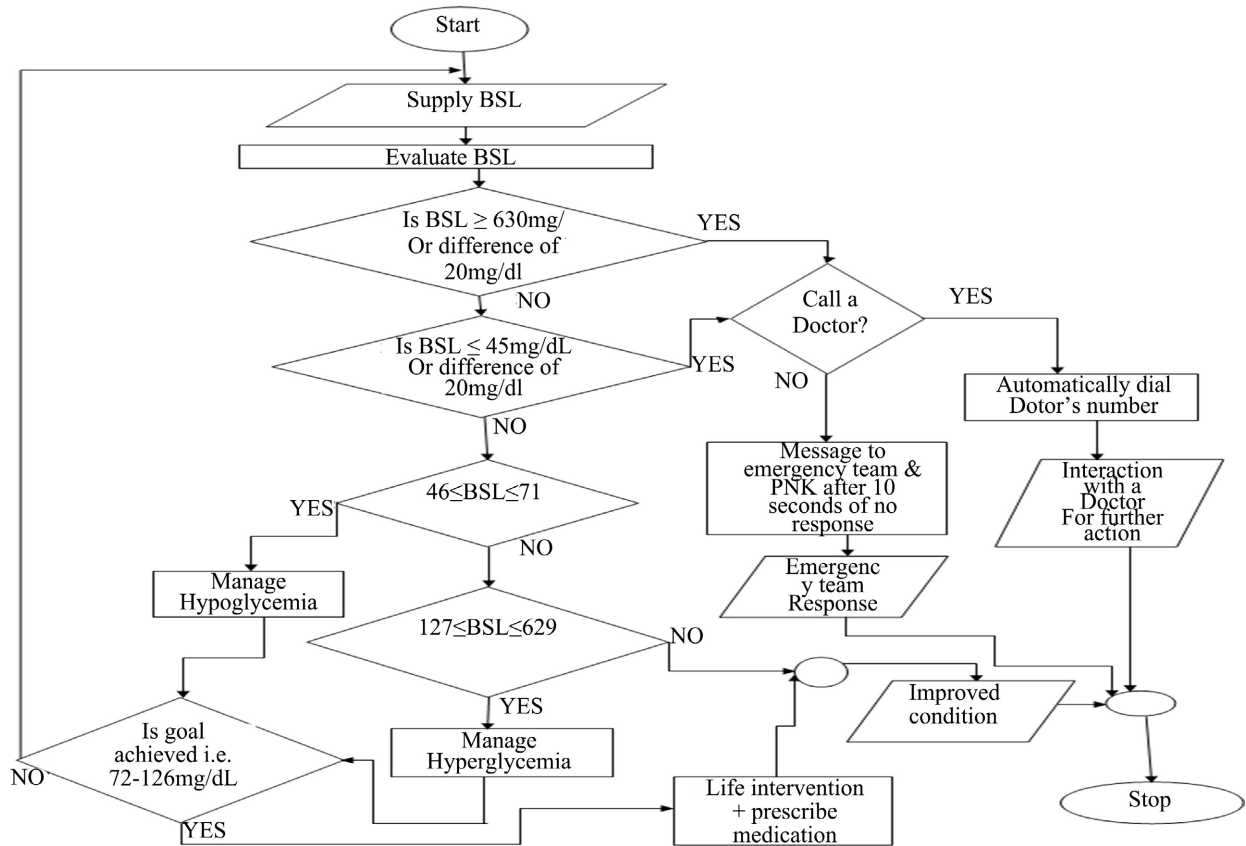 Start
Supply BSL
Evaluate BSL
Is BSL ≥ 630mg/
Or difference of
20mg/dl
YES
NO
Is BSL ≤ 45mg/dL
Or difference of
20mg/dl
YES
NO
Call a
Doctor?
YES
NO
Automatically dial
Dotor's number
Message to
emergency team &
PNK after 10
seconds of no
response
Interaction
with a
Doctor
For further
action
Emergenc
y team
Response
46≤BSL≤71
YES
NO
Manage
Hypoglycemia
127≤BSL≤629
NO
YES
Manage
Hyperglycemia
Is goal
achieved i.e.
72-126mg/dL
NO
YES
Life intervention
+ prescribe
medication
Improved
condition
Stop